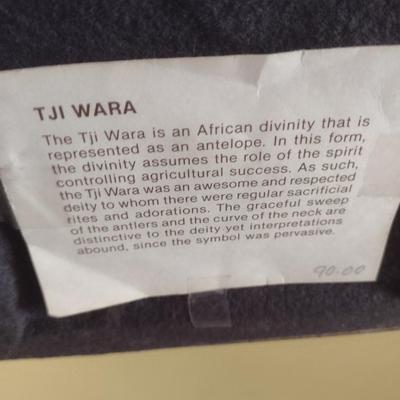 TJI WARA
The Tji Wara is an African divinity that is
represented as an antelope. In this form,
the divinity assumes the role of the spirit
controlling agricultural success. As such,
the Tji Wara was an awesome and respected
deity to whom there were regular sacrificial
rites and adorations. The graceful sweep
of the antlers and the curve of the neck are
distinctive to the deity yet interpretations
abound, since the symbol was pervasive.
90.00